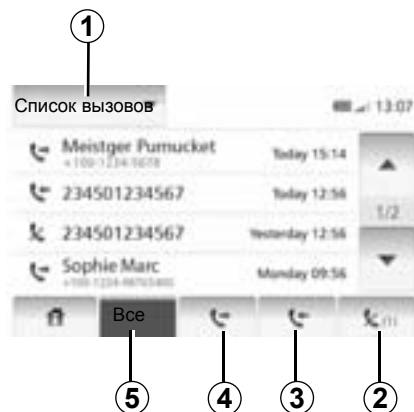 1
Список вызовов 13:07
Meistger Pumucket Today 15:14
+100-1234-5678
234501234567 Today 12:56
1/2
234501234567 Yesterday 12:56
Sophie Marc Monday 09:56
Все (1)
5 4 3 2